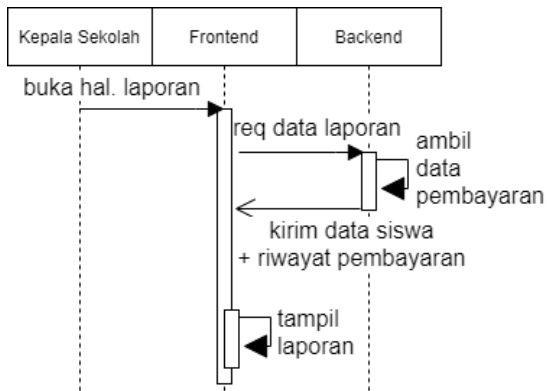 Kepala Sekolah
Frontend
Backend
buka hal. laporan
req data laporan
ambil
data
pembayaran
kirim data siswa
+ riwayat pembayaran
tampil
laporan